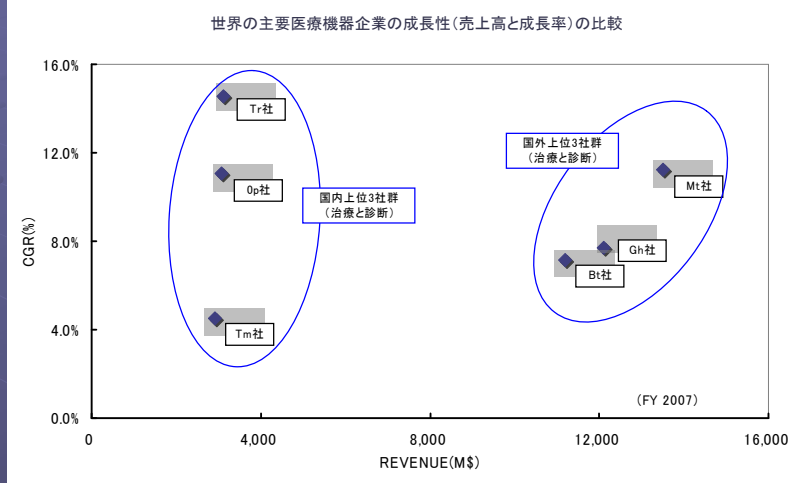 世界の主要医療機器企業の成長性(売上高と成長率)の比較
16.0%
Tr社
国外上位3社群
(治療と診断)
12.0%
Mt社
Op社
国内上位3社群
(治療と診断)
CGR(%)
8.0%
Gh社
Bt社
4.0%
Tm社
(FY 2007)
0.0%
0 4,000 8,000 12,000 16,000
REVENUE(M$)